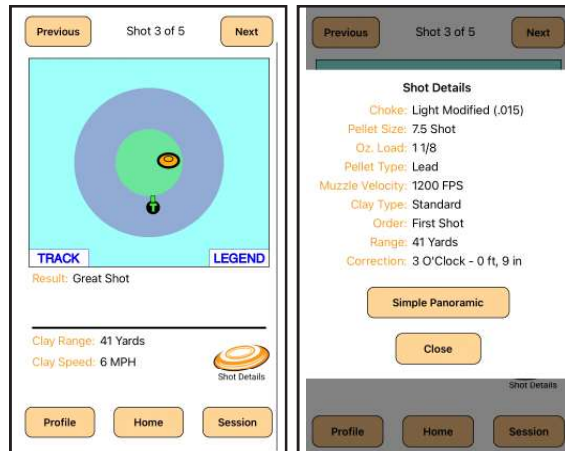 Previous Shot 3 of 5 Next
T
TRACK LEGEND
Result: Great Shot
Clay Range: 41 Yards
Clay Speed: 6 MPH
Shot Details
Profile Home Session
Previous Shot 3 of 5 Next
Shot Details
Choke: Light Modified (.015)
Pellet Size: 7.5 Shot
Oz. Load: 1 1/8
Pellet Type: Lead
Muzzle Velocity: 1200 FPS
Clay Type: Standard
Order: First Shot
Range: 41 Yards
Correction: 3 O'Clock - 0 ft, 9 in
Simple Panoramic
Close
Shot Details
Profile Home Session